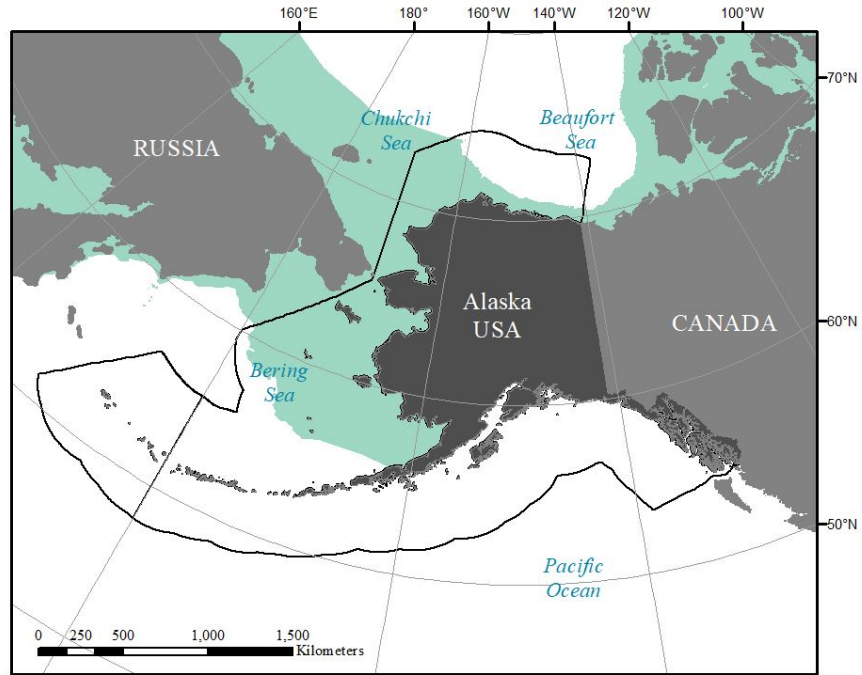 160°E 180° 160°W 140°W 120°W 100°W
70°N
Chukchi
Sea
Beaufort
Sea
RUSSIA
Alaska
USA
CANADA
60°N
Bering
Sea
50°N
Pacific
Ocean
0 250 500 1,000 1,500
Kilometers